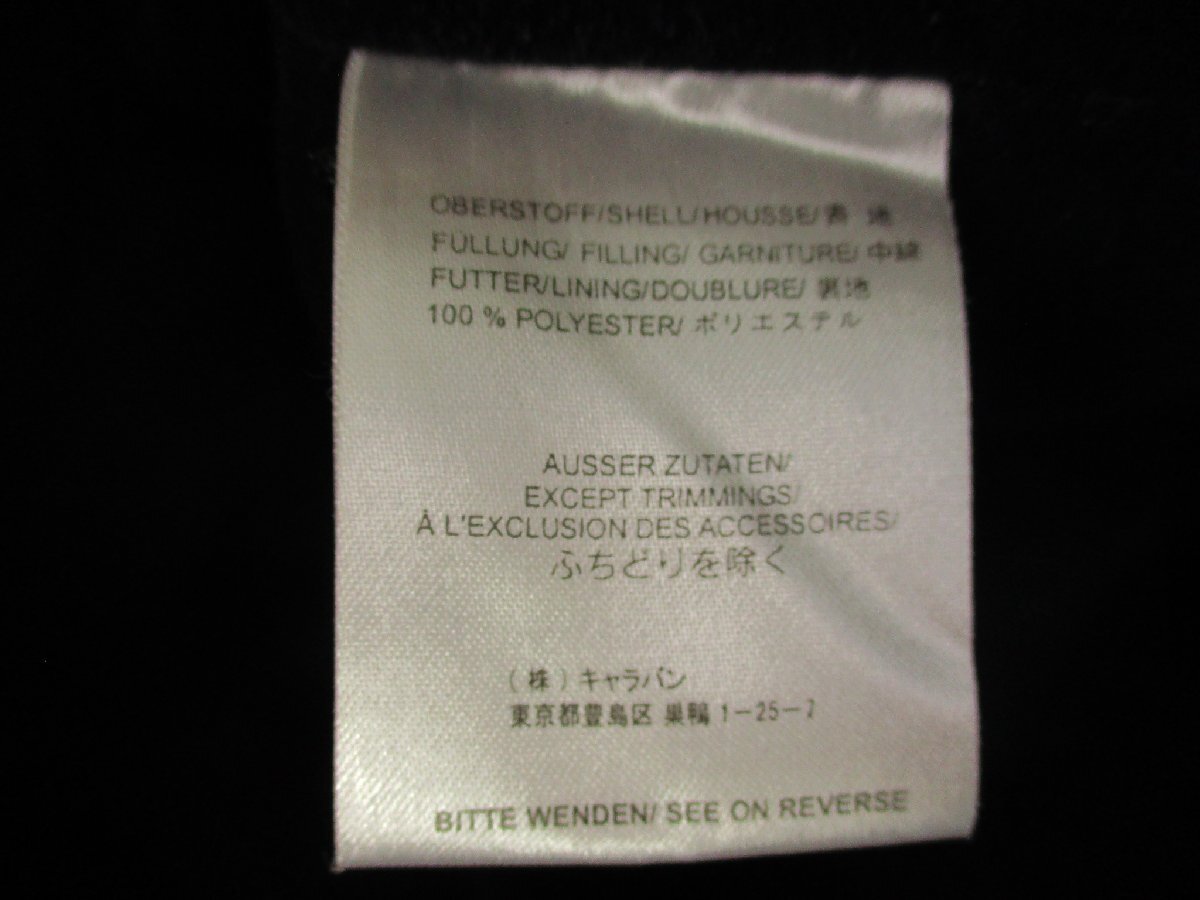 OBERSTOFF/SHELL/HOUSSE/表 地
FÜLLUNG/ FILLING/ GARNITURE/ 中綿
FUTTER/LINING/DOUBLURE/ 裏地
100 % POLYESTER/ ポリエステル
AUSSER ZUTATEN/
EXCEPT TRIMMINGS/
À L'EXCLUSION DES ACCESSOIRES/
ふちどりを除く
(株) キャラバン
東京都豊島区 巣鴨 1-25-7
BITTE WENDEN/ SEE ON REVERSE